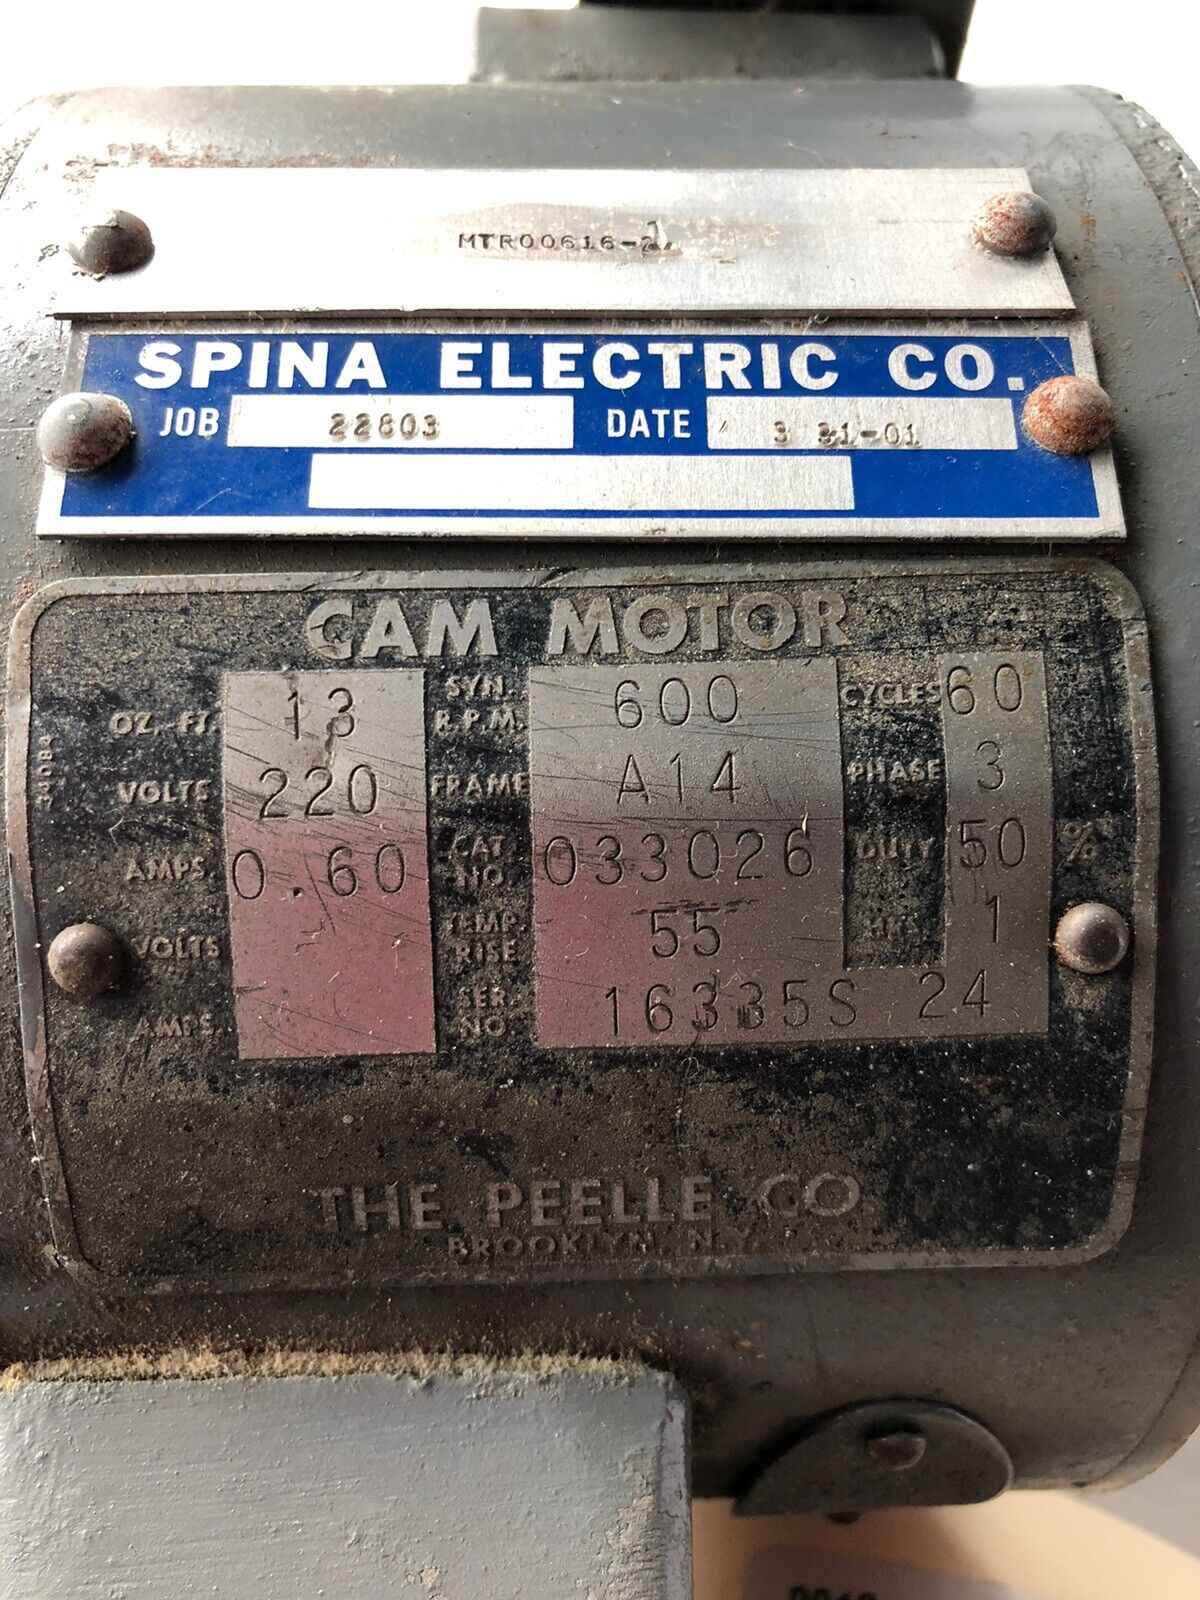 MTR00616-
SPINA ELECTRIC CO.
JOB 22803 DATE 3 21-01
CAM MOTOR
OZ.-FT. 13 SYN. R.P.M. 600 CYCLES 60
VOLTS 220 FRAME A14 PHASE 3
AMPS 0.60 CAT. NO. 033026 DUTY 50 %
VOLTS TEMP. RISE 55 HRS. 1
AMPS SER. NO. 16335S 24
THE PEELLE CO.
BROOKLYN, N.Y.